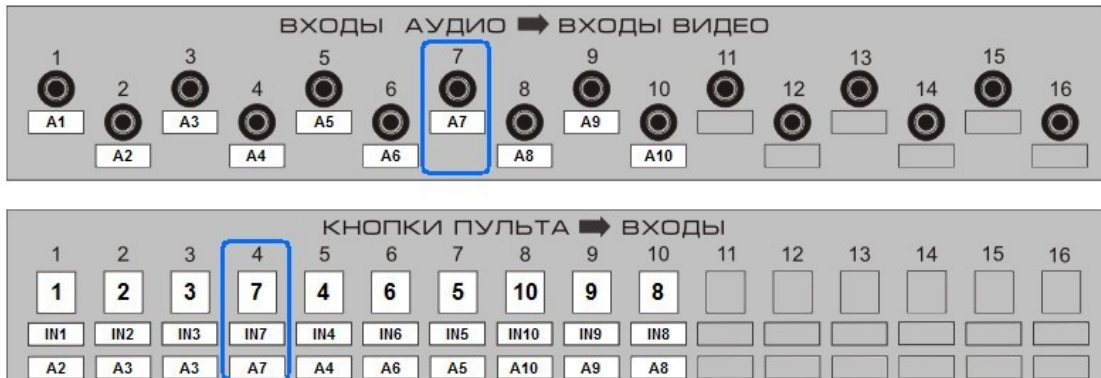 ВХОДЫ АУДИО ➡ ВХОДЫ ВИДЕО
1 3 5 7 9 11 13 15
2 4 6 8 10 12 14 16
A1 A3 A5 A7 A9
A2 A4 A6 A8 A10
КНОПКИ ПУЛЬТА ➡ ВХОДЫ
1 2 3 4 5 6 7 8 9 10 11 12 13 14 15 16
1 2 3 7 4 6 5 10 9 8
IN1 IN2 IN3 IN7 IN4 IN6 IN5 IN10 IN9 IN8
A2 A3 A3 A7 A4 A6 A5 A10 A9 A8